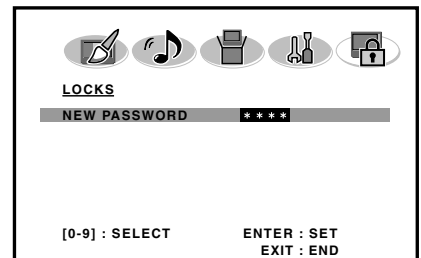 LOCKS
NEW PASSWORD * * * *
[0-9] : SELECT ENTER : SET
EXIT : END